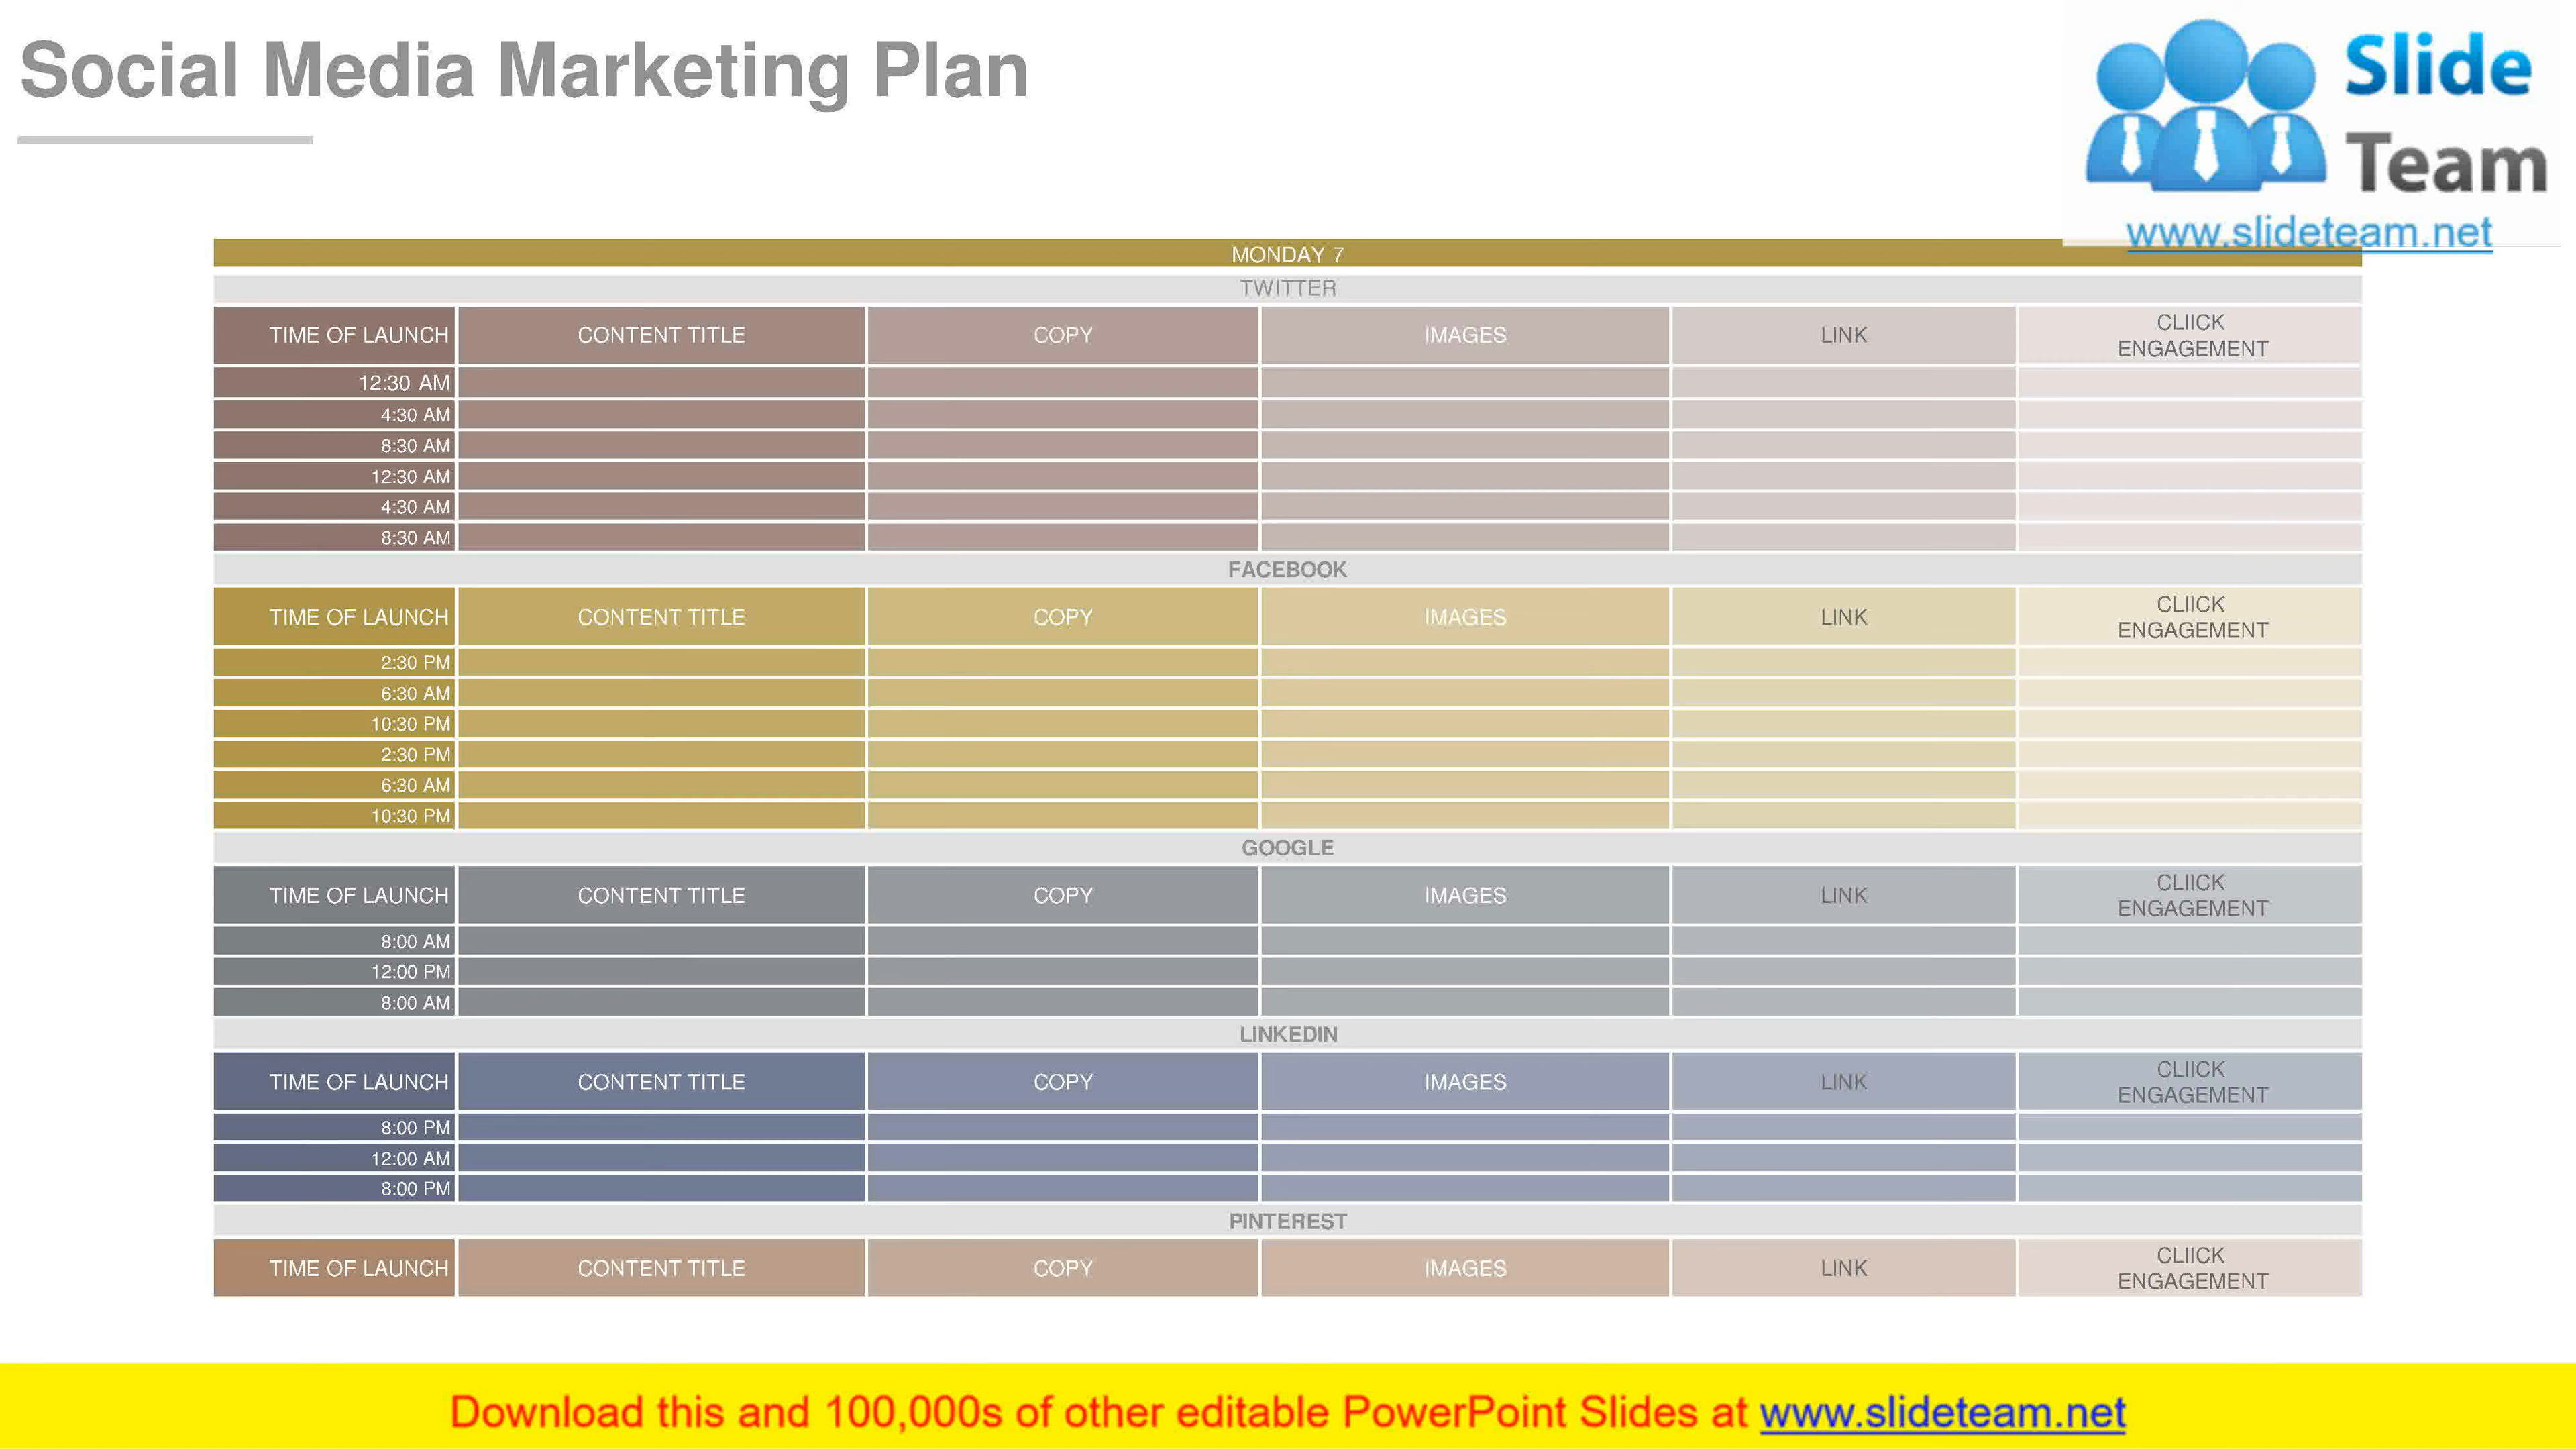 Social Media Marketing Plan
Slide
Team
www.slideteam.net
MONDAY 7
TWITTER
TIME OF LAUNCH CONTENT TITLE COPY IMAGES LINK CLIICK ENGAGEMENT
12:30 AM
4:30 AM
8:30 AM
12:30 AM
4:30 AM
8:30 AM
FACEBOOK
TIME OF LAUNCH CONTENT TITLE COPY IMAGES LINK CLIICK ENGAGEMENT
2:30 PM
6:30 AM
10:30 PM
2:30 PM
6:30 AM
10:30 PM
GOOGLE
TIME OF LAUNCH CONTENT TITLE COPY IMAGES LINK CLIICK ENGAGEMENT
8:00 AM
12:00 PM
8:00 AM
LINKEDIN
TIME OF LAUNCH CONTENT TITLE COPY IMAGES LINK CLIICK ENGAGEMENT
8:00 PM
12:00 AM
8:00 PM
PINTEREST
TIME OF LAUNCH CONTENT TITLE COPY IMAGES LINK CLIICK ENGAGEMENT
Download this and 100,000s of other editable PowerPoint Slides at www.slideteam.net